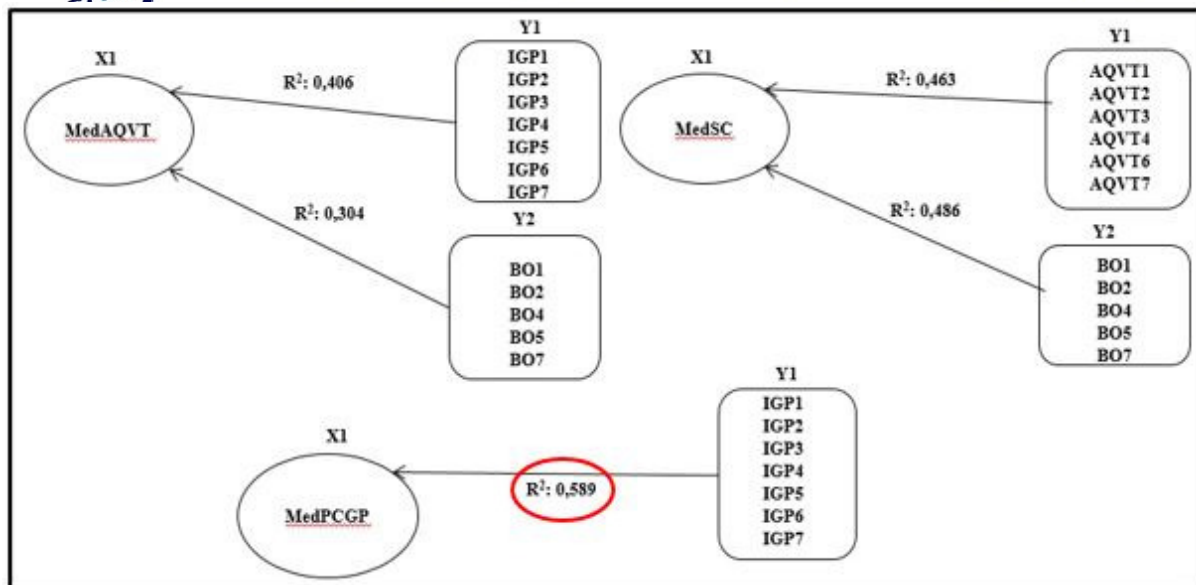 X1
MedAQVT
R²: 0,406
Y1
IGP1
IGP2
IGP3
IGP4
IGP5
IGP6
IGP7
R²: 0,304
Y2
BO1
BO2
BO4
BO5
BO7
X1
MedSC
R²: 0,463
Y1
AQVT1
AQVT2
AQVT3
AQVT4
AQVT6
AQVT7
R²: 0,486
Y2
BO1
BO2
BO4
BO5
BO7
X1
MedPCGP
R²: 0,589
Y1
IGP1
IGP2
IGP3
IGP4
IGP5
IGP6
IGP7